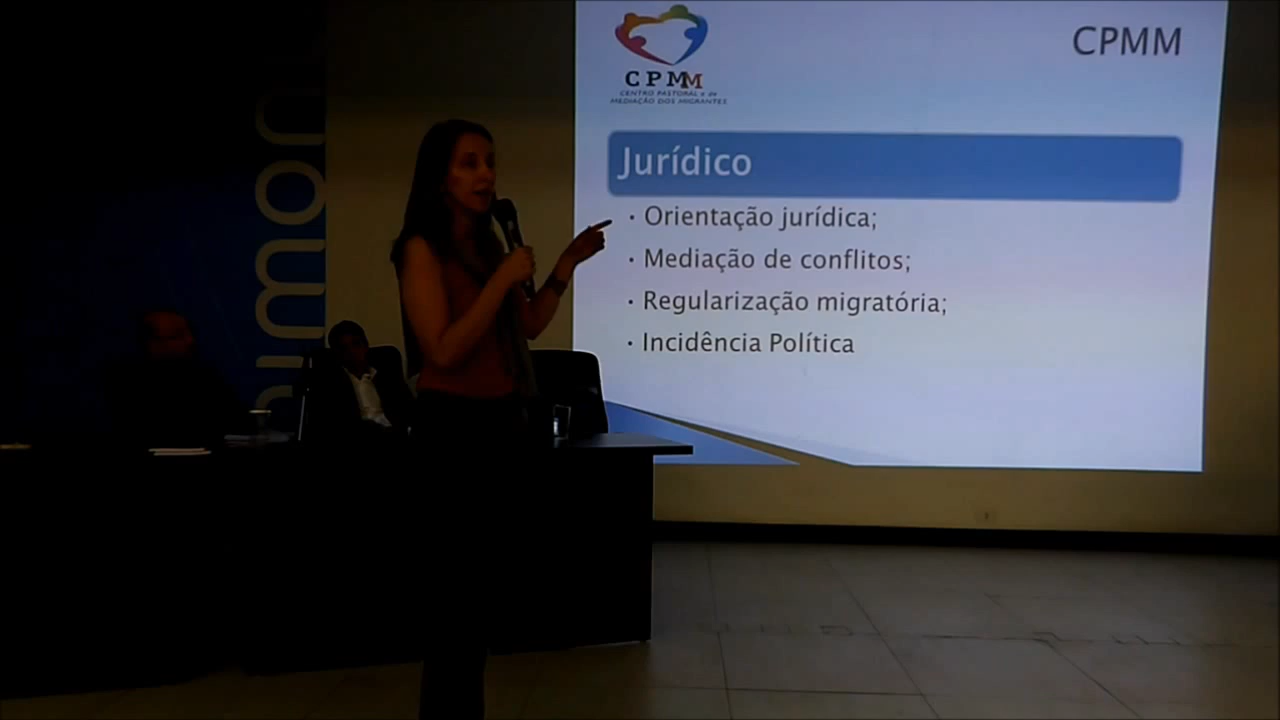 CPMM
CENTRO PASTORAL e de
MEDIAÇÃO DOS MIGRANTES
CPMM
Jurídico
· Orientação jurídica;
· Mediação de conflitos;
· Regularização migratória;
· Incidência Política